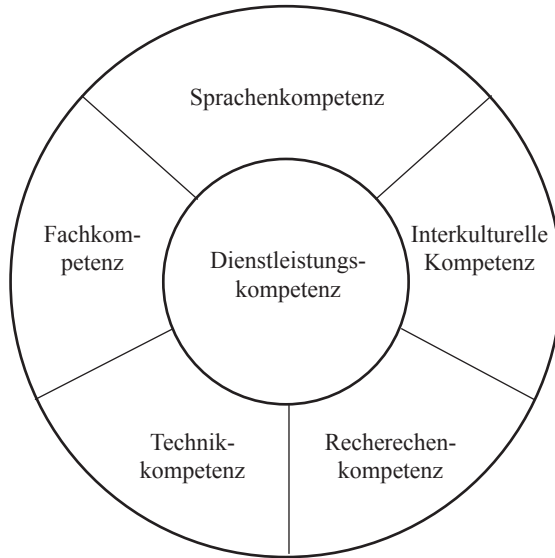 Sprachenkompetenz
Fachkom-
petenz
Dienstleistungs-
kompetenz
Interkulturelle
Kompetenz
Technik-
kompetenz
Recherechen-
kompetenz